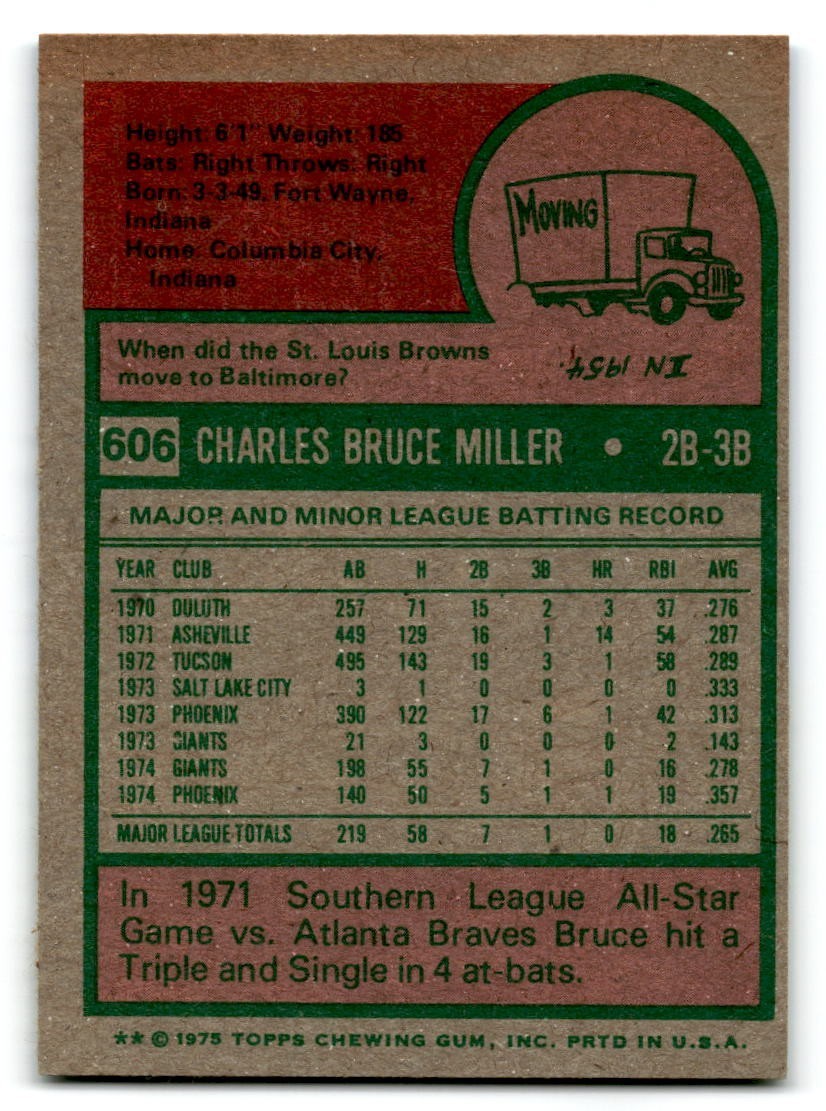 Height: 6'1" Weight: 185
Bats: Right Throws: Right
Born: 3-3-49, Fort Wayne,
Indiana
Home: Columbia City,
Indiana
MOVING
When did the St. Louis Browns
move to Baltimore?
IN 1954.
606 CHARLES BRUCE MILLER • 2B-3B
MAJOR AND MINOR LEAGUE BATTING RECORD
YEAR CLUB AB H 2B 3B HR RBI AVG
1970 DULUTH 257 71 15 2 3 37 .276
1971 ASHEVILLE 449 129 16 1 14 54 .287
1972 TUCSON 495 143 19 3 1 58 .289
1973 SALT LAKE CITY 3 1 0 0 0 0 .333
1973 PHOENIX 390 122 17 6 1 42 .313
1973 GIANTS 21 3 0 0 0 2 .143
1974 GIANTS 198 55 7 1 0 16 .278
1974 PHOENIX 140 50 5 1 1 19 .357
MAJOR LEAGUE TOTALS 219 58 7 1 0 18 .265
In 1971 Southern League All-Star
Game vs. Atlanta Braves Bruce hit a
Triple and Single in 4 at-bats.
** © 1975 TOPPS CHEWING GUM, INC. PRTD IN U.S.A.